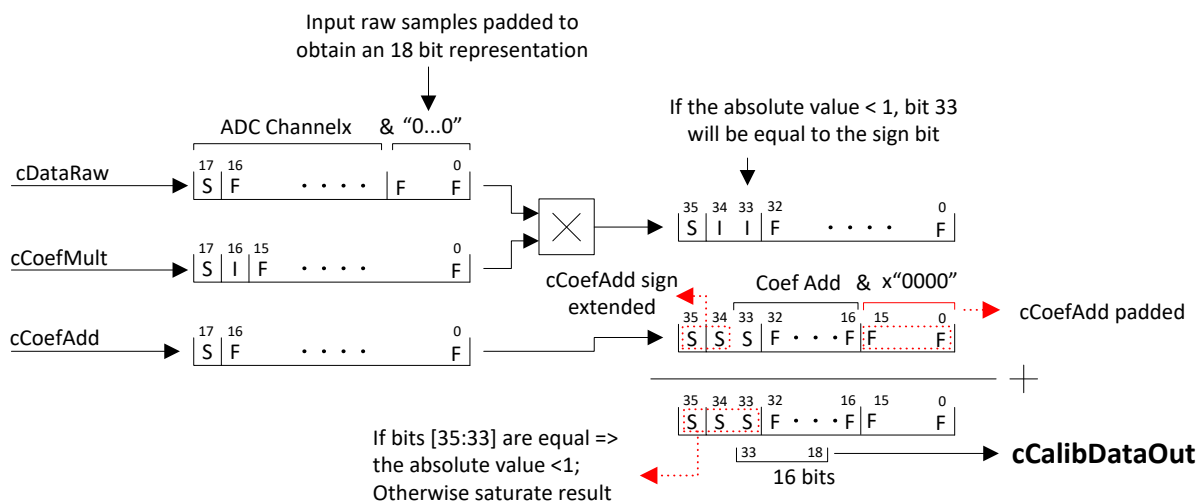 Input raw samples padded to
obtain an 18 bit representation
ADC Channelx & “0...0”
If the absolute value < 1, bit 33
will be equal to the sign bit
17 16 0
cDataRaw
S F · · · · F F
35 34 33 32 0
S I I F · · · · F
17 16 15 0
cCoefMult
S I F · · · · F
cCoefAdd sign
extended
Coef Add & x“0000”
cCoefAdd padded
17 16 0
cCoefAdd
S F · · · · F
35 34 33 32 16 15 0
S S S F · · · F F F
35 34 33 32 16 15 0
S S S F · · · F F F
If bits [35:33] are equal =>
the absolute value <1;
Otherwise saturate result
33 18
16 bits
cCalibDataOut